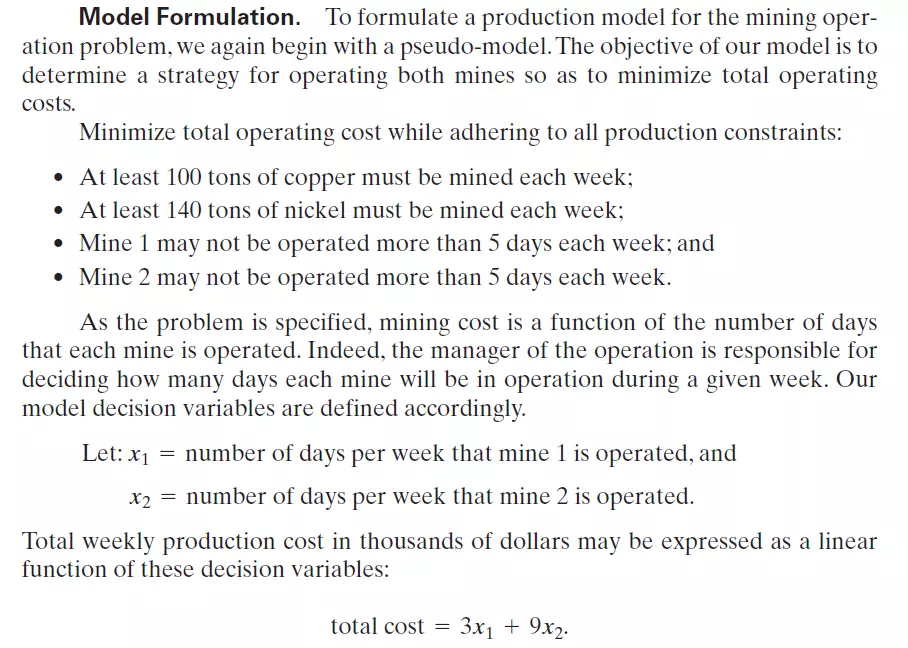 Model Formulation. To formulate a production model for the mining oper-
ation problem, we again begin with a pseudo-model. The objective of our model is to
determine a strategy for operating both mines so as to minimize total operating
costs.
Minimize total operating cost while adhering to all production constraints:
• At least 100 tons of copper must be mined each week;
• At least 140 tons of nickel must be mined each week;
• Mine 1 may not be operated more than 5 days each week; and
• Mine 2 may not be operated more than 5 days each week.
As the problem is specified, mining cost is a function of the number of days
that each mine is operated. Indeed, the manager of the operation is responsible for
deciding how many days each mine will be in operation during a given week. Our
model decision variables are defined accordingly.
Let: x₁ = number of days per week that mine 1 is operated, and
x₂ = number of days per week that mine 2 is operated.
Total weekly production cost in thousands of dollars may be expressed as a linear
function of these decision variables:
total cost = 3x₁ + 9x₂.